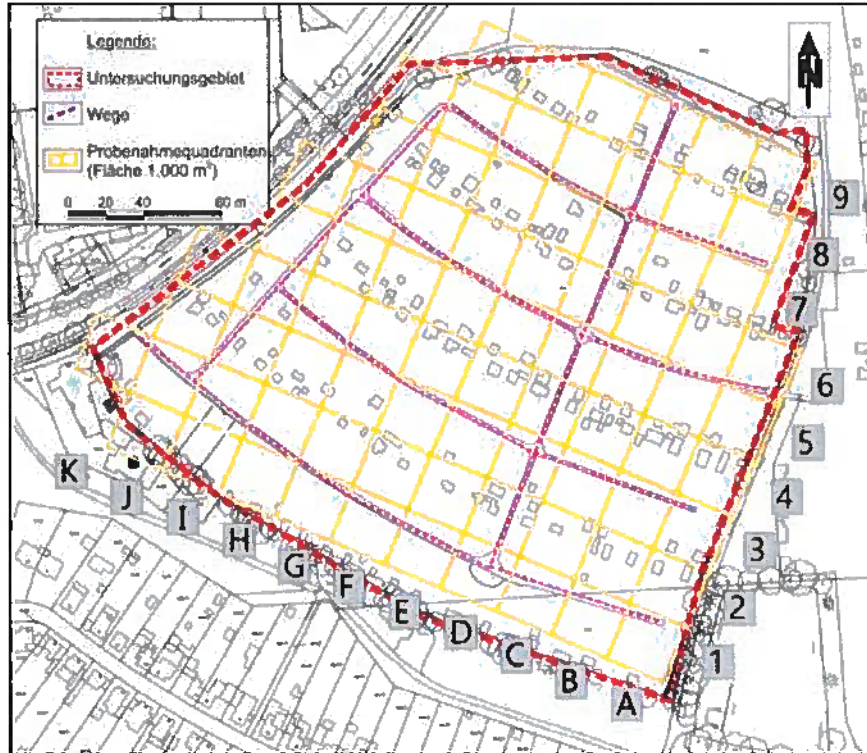 Legende:
Untersuchungsgebiet
Wege
Probenahmequadranten
(Fläche 1.000 m²)
0 20 40 80 m
N
9
8
7
6
5
4
3
2
1
K
J
I
H
G
F
E
D
C
B
A